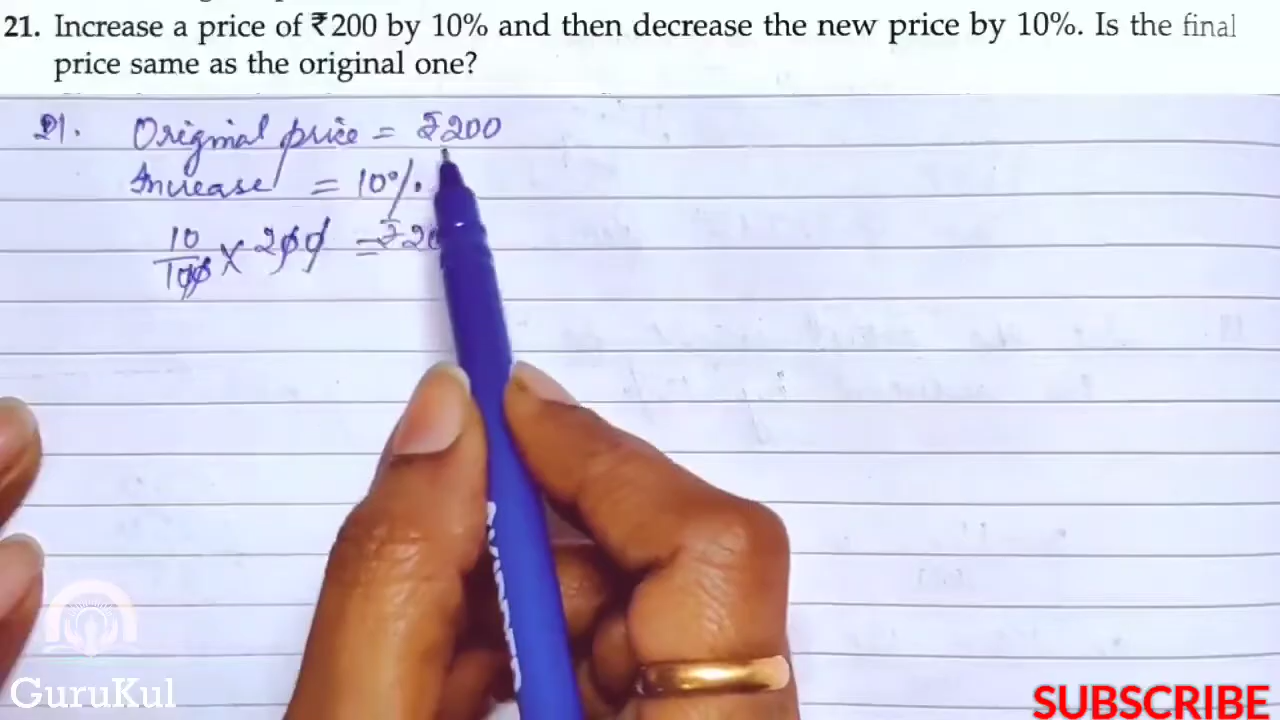 21. Increase a price of ₹200 by 10% and then decrease the new price by 10%. Is the final
price same as the original one?
21. Original price = ₹200
Increase = 10%
10/100 × 200 = ₹20
GuruKul
SUBSCRIBE